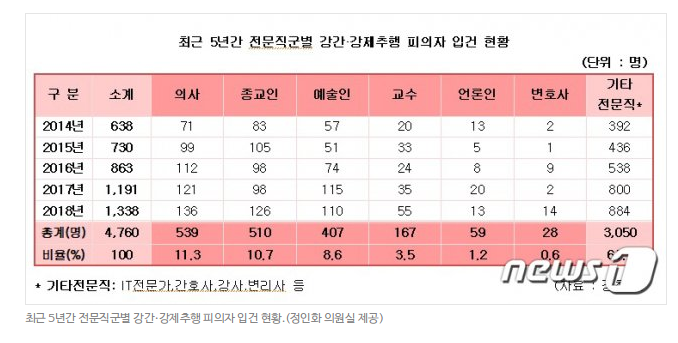 최근 5년간 전문직군별 강간·강제추행 피의자 입건 현황
(단위 : 명)
구 분 소계 의사 종교인 예술인 교수 언론인 변호사 기타 전문직*
2014년 638 71 83 57 20 13 2 392
2015년 730 99 105 51 33 5 1 436
2016년 863 112 98 74 24 8 9 538
2017년 1,191 121 98 115 35 20 2 800
2018년 1,338 136 126 110 55 13 14 884
총계(명) 4,760 539 510 407 167 59 28 3,050
비율(%) 100 11.3 10.7 8.6 3.5 1.2 0.6
news1
* 기타전문직: IT전문가,간호사,강사,변리사 등
(자료 :
최근 5년간 전문직군별 강간·강제추행 피의자 입건 현황.(정인화 의원실 제공)